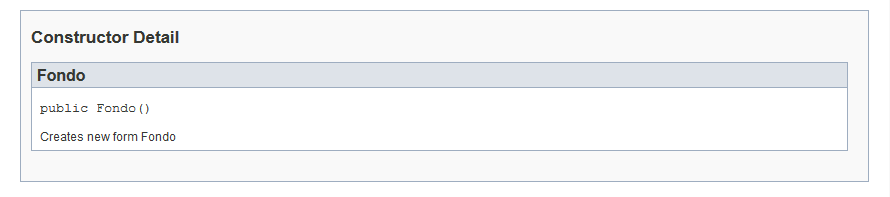 Constructor Detail
Fondo
public Fondo()
Creates new form Fondo